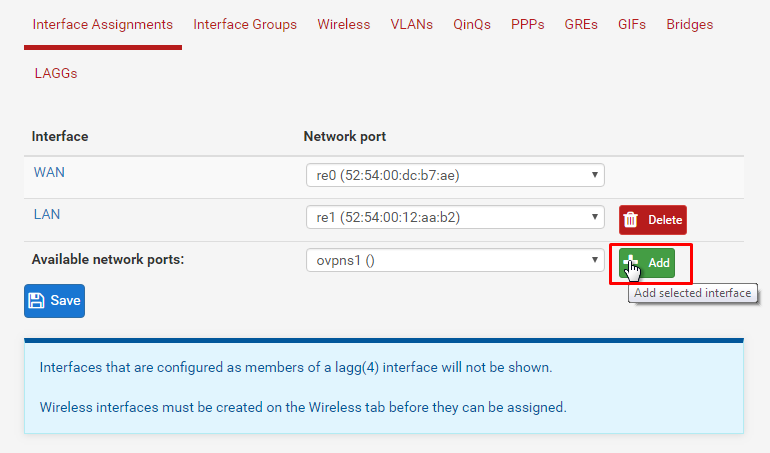 Interface Assignments Interface Groups Wireless VLANs QinQs PPPs GREs GIFs Bridges
LAGGs
Interface Network port
WAN re0 (52:54:00:dc:b7:ae)
LAN re1 (52:54:00:12:aa:b2) Delete
Available network ports: ovpns1 () Add
Add selected interface
Save
Interfaces that are configured as members of a lagg(4) interface will not be shown.
Wireless interfaces must be created on the Wireless tab before they can be assigned.